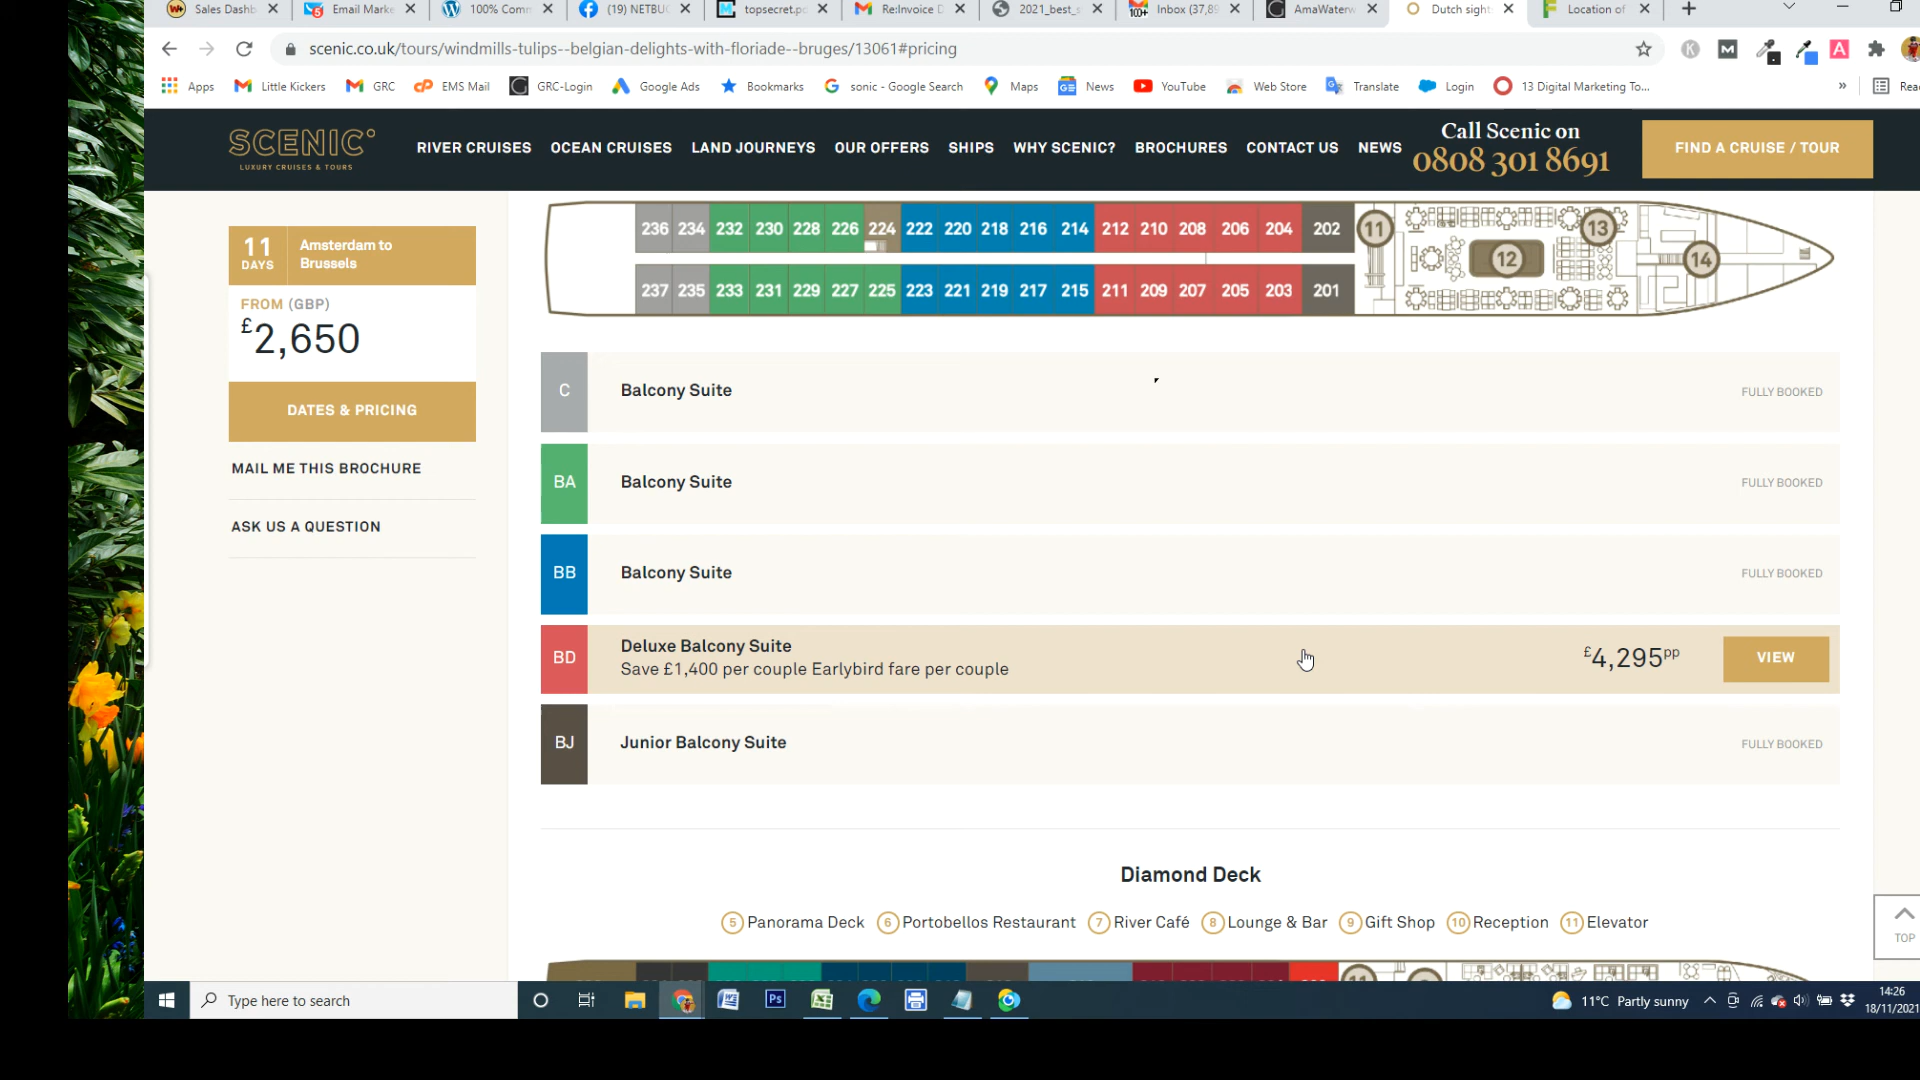 Sales Dashb
Email Marke
100% Comm
(19) NETBUC
topsecret.pd
Re:Invoice D
2021_best_s
Inbox (37,89
AmaWaterw
Dutch sight
Location of
scenic.co.uk/tours/windmills-tulips--belgian-delights-with-floriade--bruges/13061#pricing
Apps Little Kickers GRC EMS Mail GRC-Login Google Ads Bookmarks sonic - Google Search Maps News YouTube Web Store Translate Login 13 Digital Marketing To... » Rea
SCENIC°
LUXURY CRUISES & TOURS
RIVER CRUISES OCEAN CRUISES LAND JOURNEYS OUR OFFERS SHIPS WHY SCENIC? BROCHURES CONTACT US NEWS
Call Scenic on
0808 301 8691
FIND A CRUISE / TOUR
11
DAYS
Amsterdam to
Brussels
FROM (GBP)
£2,650
DATES & PRICING
MAIL ME THIS BROCHURE
ASK US A QUESTION
236 234 232 230 228 226 224 222 220 218 216 214 212 210 208 206 204 202 11 13
12 14
237 235 233 231 229 227 225 223 221 219 217 215 211 209 207 205 203 201
C Balcony Suite FULLY BOOKED
BA Balcony Suite FULLY BOOKED
BB Balcony Suite FULLY BOOKED
BD Deluxe Balcony Suite
Save £1,400 per couple Earlybird fare per couple
£4,295pp VIEW
BJ Junior Balcony Suite FULLY BOOKED
Diamond Deck
5 Panorama Deck 6 Portobellos Restaurant 7 River Café 8 Lounge & Bar 9 Gift Shop 10 Reception 11 Elevator
TOP
Type here to search
11°C Partly sunny
14:26
18/11/2021